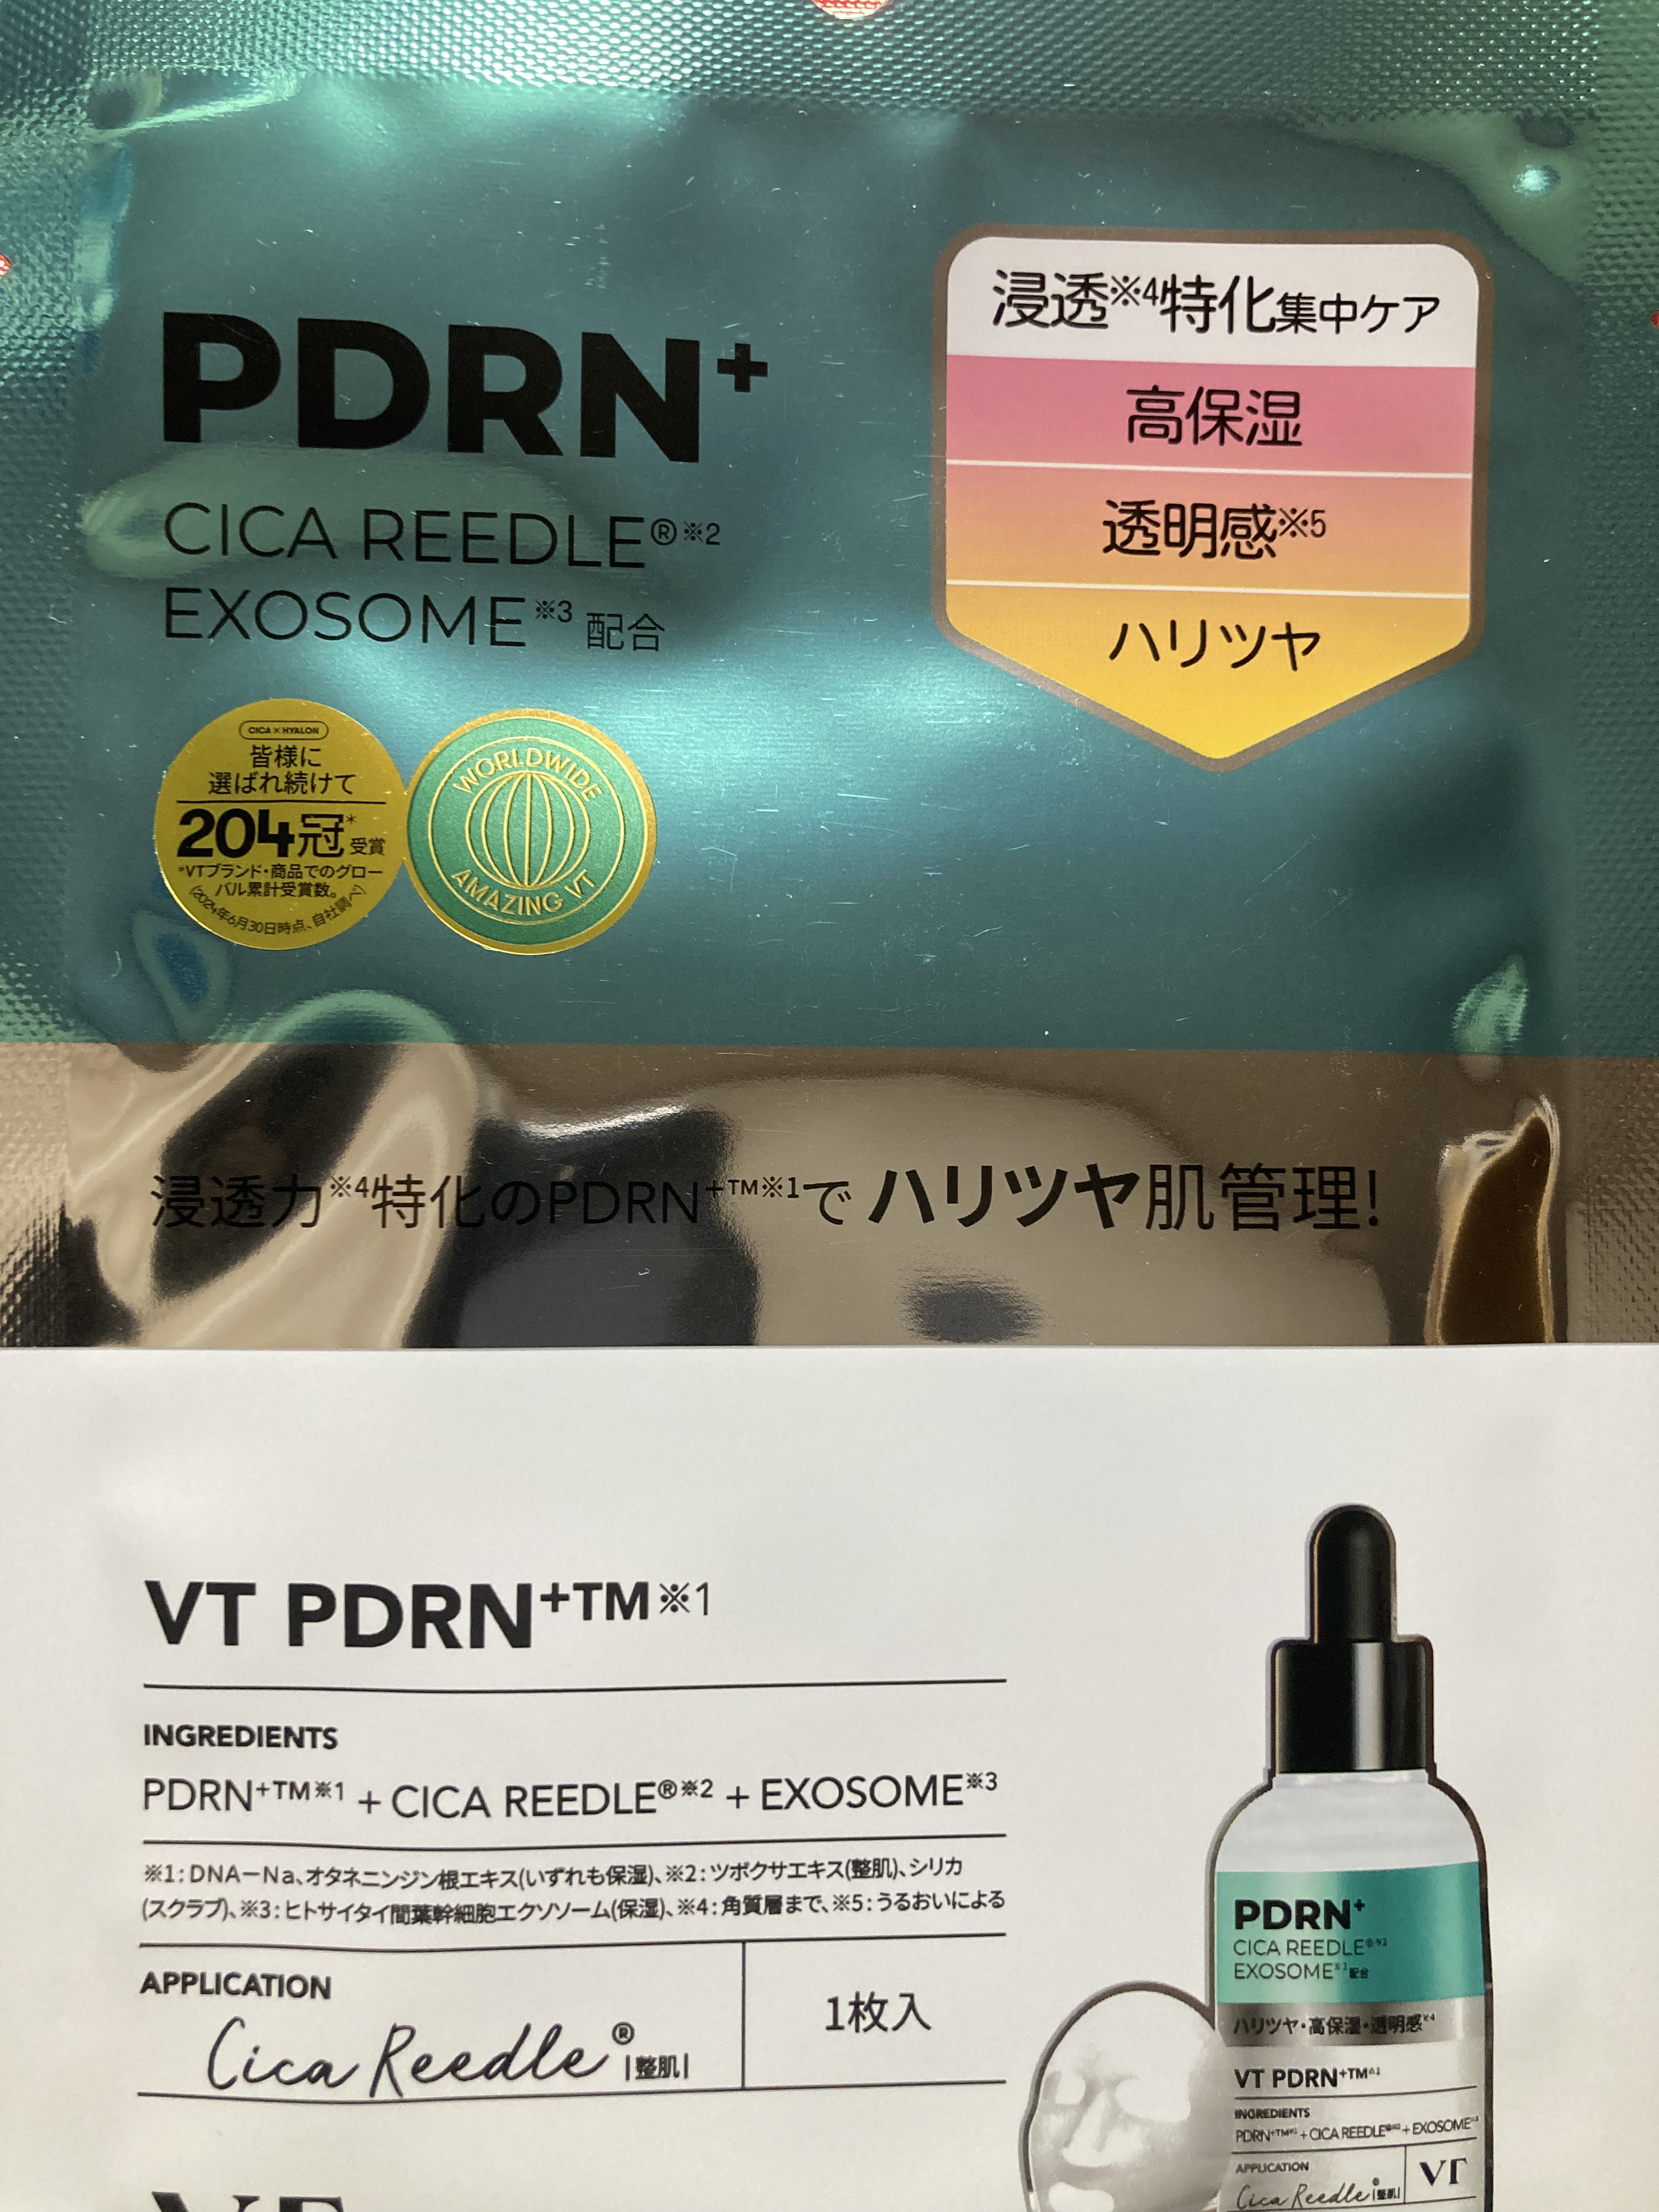 PDRN+
CICA REEDLE®※2
EXOSOME※3 配合
浸透※4特化集中ケア
高保湿
透明感※5
ハリツヤ
CICA × HYALON
皆様に
選ばれ続けて
204冠*受賞
*VTブランド・商品でのグロー
バル累計受賞数。
(2024年6月30日時点、自社調べ)
WORLDWIDE
AMAZING VT
浸透力※4特化のPDRN+™※1で ハリツヤ肌管理!
VT PDRN+TM※1
INGREDIENTS
PDRN+TM※1 + CICA REEDLE®※2 + EXOSOME※3
※1:DNA－Na、オタネニンジン根エキス(いずれも保湿)、※2:ツボクサエキス(整肌)、シリカ
(スクラブ)、※3:ヒトサイタイ間葉幹細胞エクソソーム(保湿)、※4:角質層まで、※5:うるおいによる
APPLICATION
Cica Reedle® |整肌|
1枚入
PDRN+
CICA REEDLE®※2
EXOSOME※3 配合
ハリツヤ・高保湿・透明感※4
VT PDRN+TM※1
INGREDIENTS
PDRN+TM※1 + CICA REEDLE®※2 + EXOSOME※3
APPLICATION
Cica Reedle® |整肌|
VT